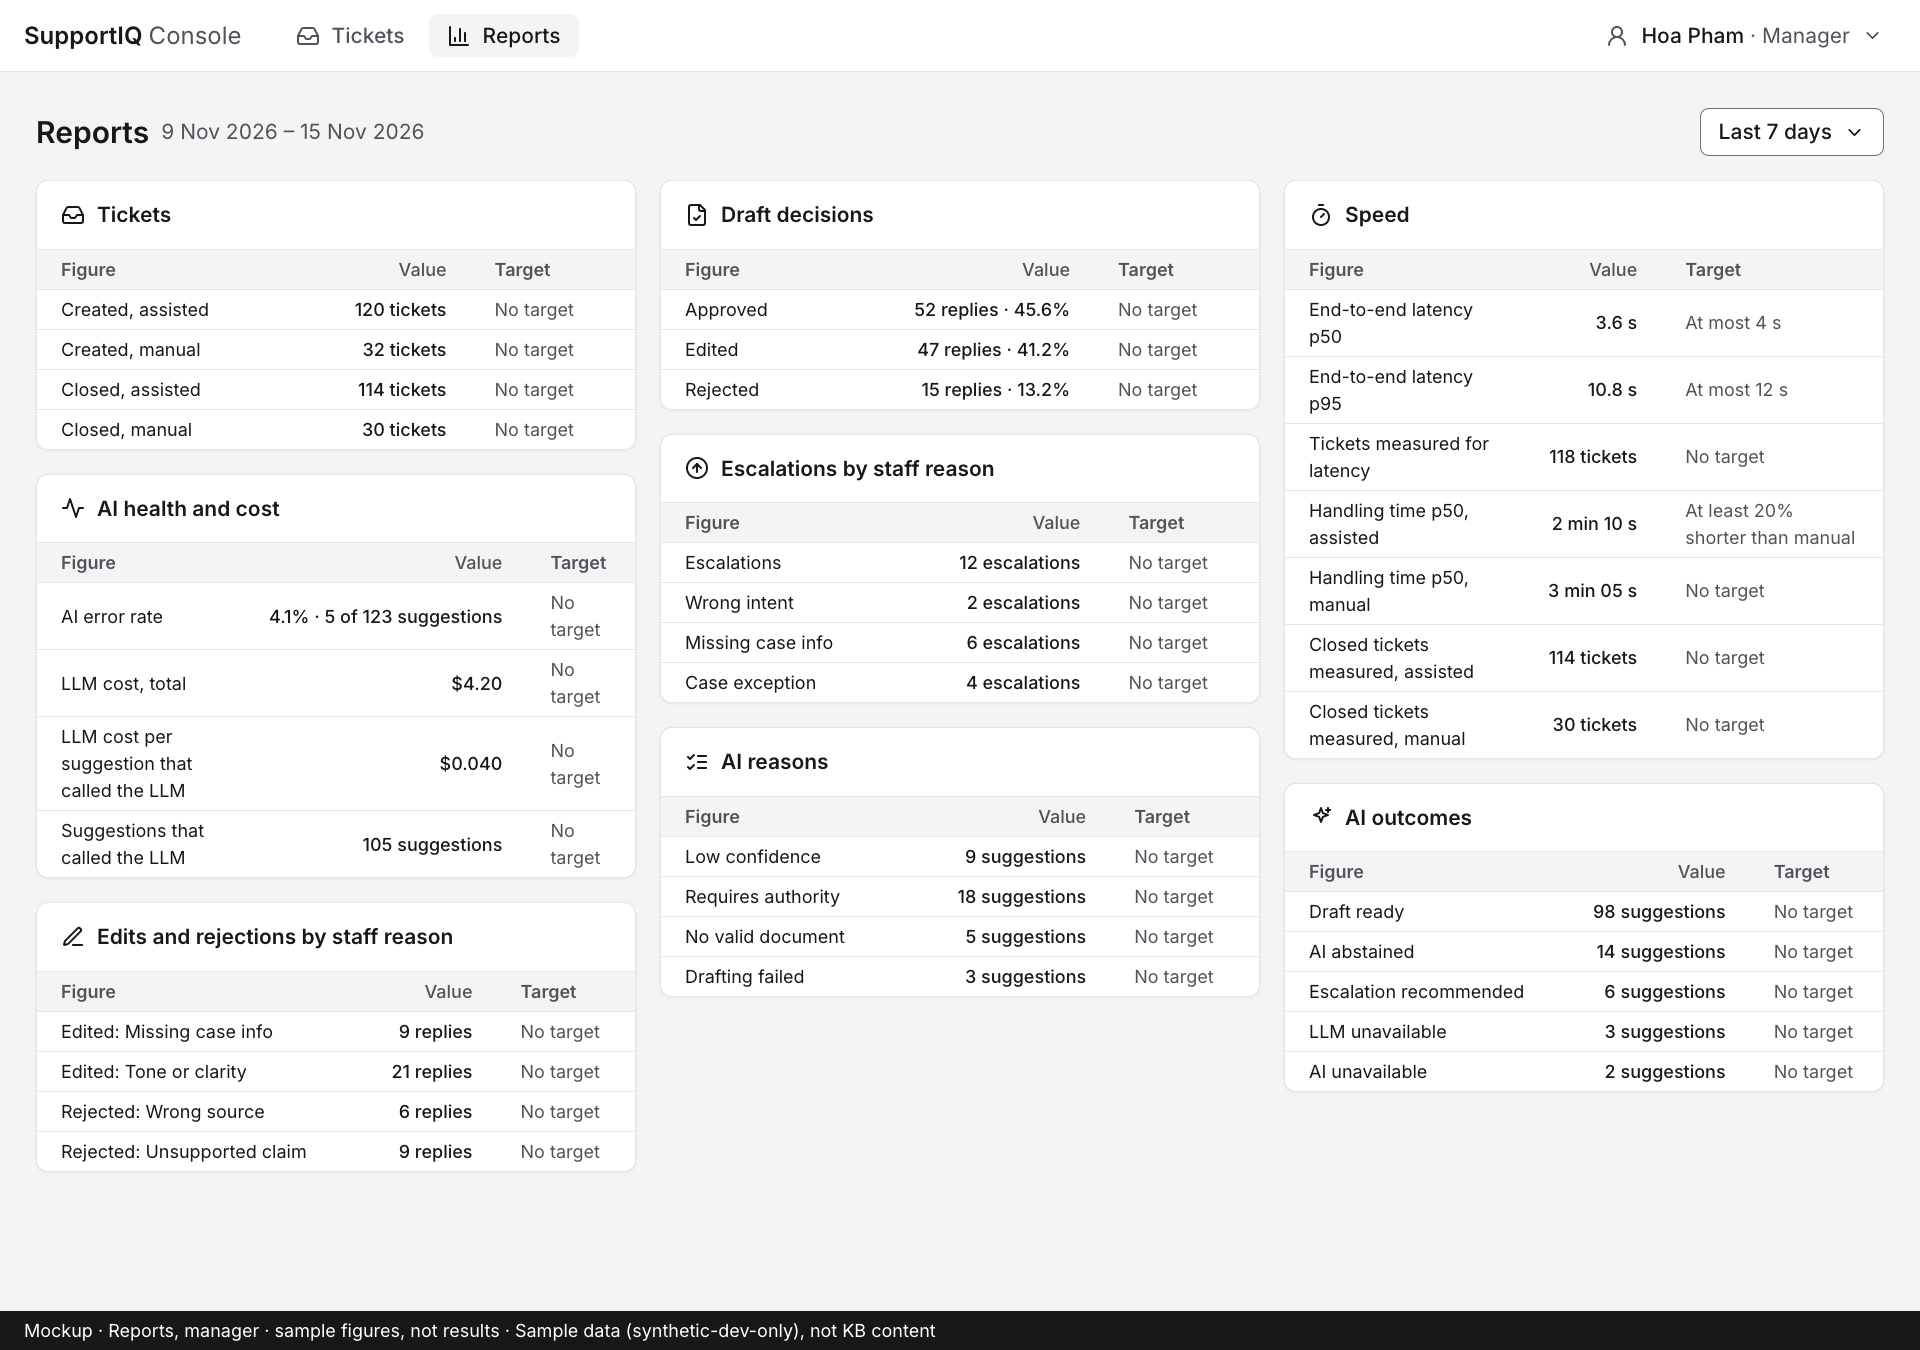 SupportIQ Console
Tickets
Reports
Hoa Pham · Manager
Reports 9 Nov 2026 – 15 Nov 2026
Last 7 days
Tickets
Figure Value Target
Created, assisted 120 tickets No target
Created, manual 32 tickets No target
Closed, assisted 114 tickets No target
Closed, manual 30 tickets No target
AI health and cost
Figure Value Target
AI error rate 4.1% · 5 of 123 suggestions No
target
LLM cost, total $4.20 No
target
LLM cost per
suggestion that
called the LLM
$0.040
No
target
Suggestions that
called the LLM
105 suggestions
No
target
Edits and rejections by staff reason
Figure Value Target
Edited: Missing case info 9 replies No target
Edited: Tone or clarity 21 replies No target
Rejected: Wrong source 6 replies No target
Rejected: Unsupported claim 9 replies No target
Draft decisions
Figure Value Target
Approved 52 replies · 45.6% No target
Edited 47 replies · 41.2% No target
Rejected 15 replies · 13.2% No target
Escalations by staff reason
Figure Value Target
Escalations 12 escalations No target
Wrong intent 2 escalations No target
Missing case info 6 escalations No target
Case exception 4 escalations No target
AI reasons
Figure Value Target
Low confidence 9 suggestions No target
Requires authority 18 suggestions No target
No valid document 5 suggestions No target
Drafting failed 3 suggestions No target
Speed
Figure Value Target
End-to-end latency
p50
3.6 s
At most 4 s
End-to-end latency
p95
10.8 s
At most 12 s
Tickets measured for
latency
118 tickets
No target
Handling time p50,
assisted
2 min 10 s
At least 20%
shorter than manual
Handling time p50,
manual
3 min 05 s
No target
Closed tickets
measured, assisted
114 tickets
No target
Closed tickets
measured, manual
30 tickets
No target
AI outcomes
Figure Value Target
Draft ready 98 suggestions No target
AI abstained 14 suggestions No target
Escalation recommended 6 suggestions No target
LLM unavailable 3 suggestions No target
AI unavailable 2 suggestions No target
Mockup · Reports, manager · sample figures, not results · Sample data (synthetic-dev-only), not KB content